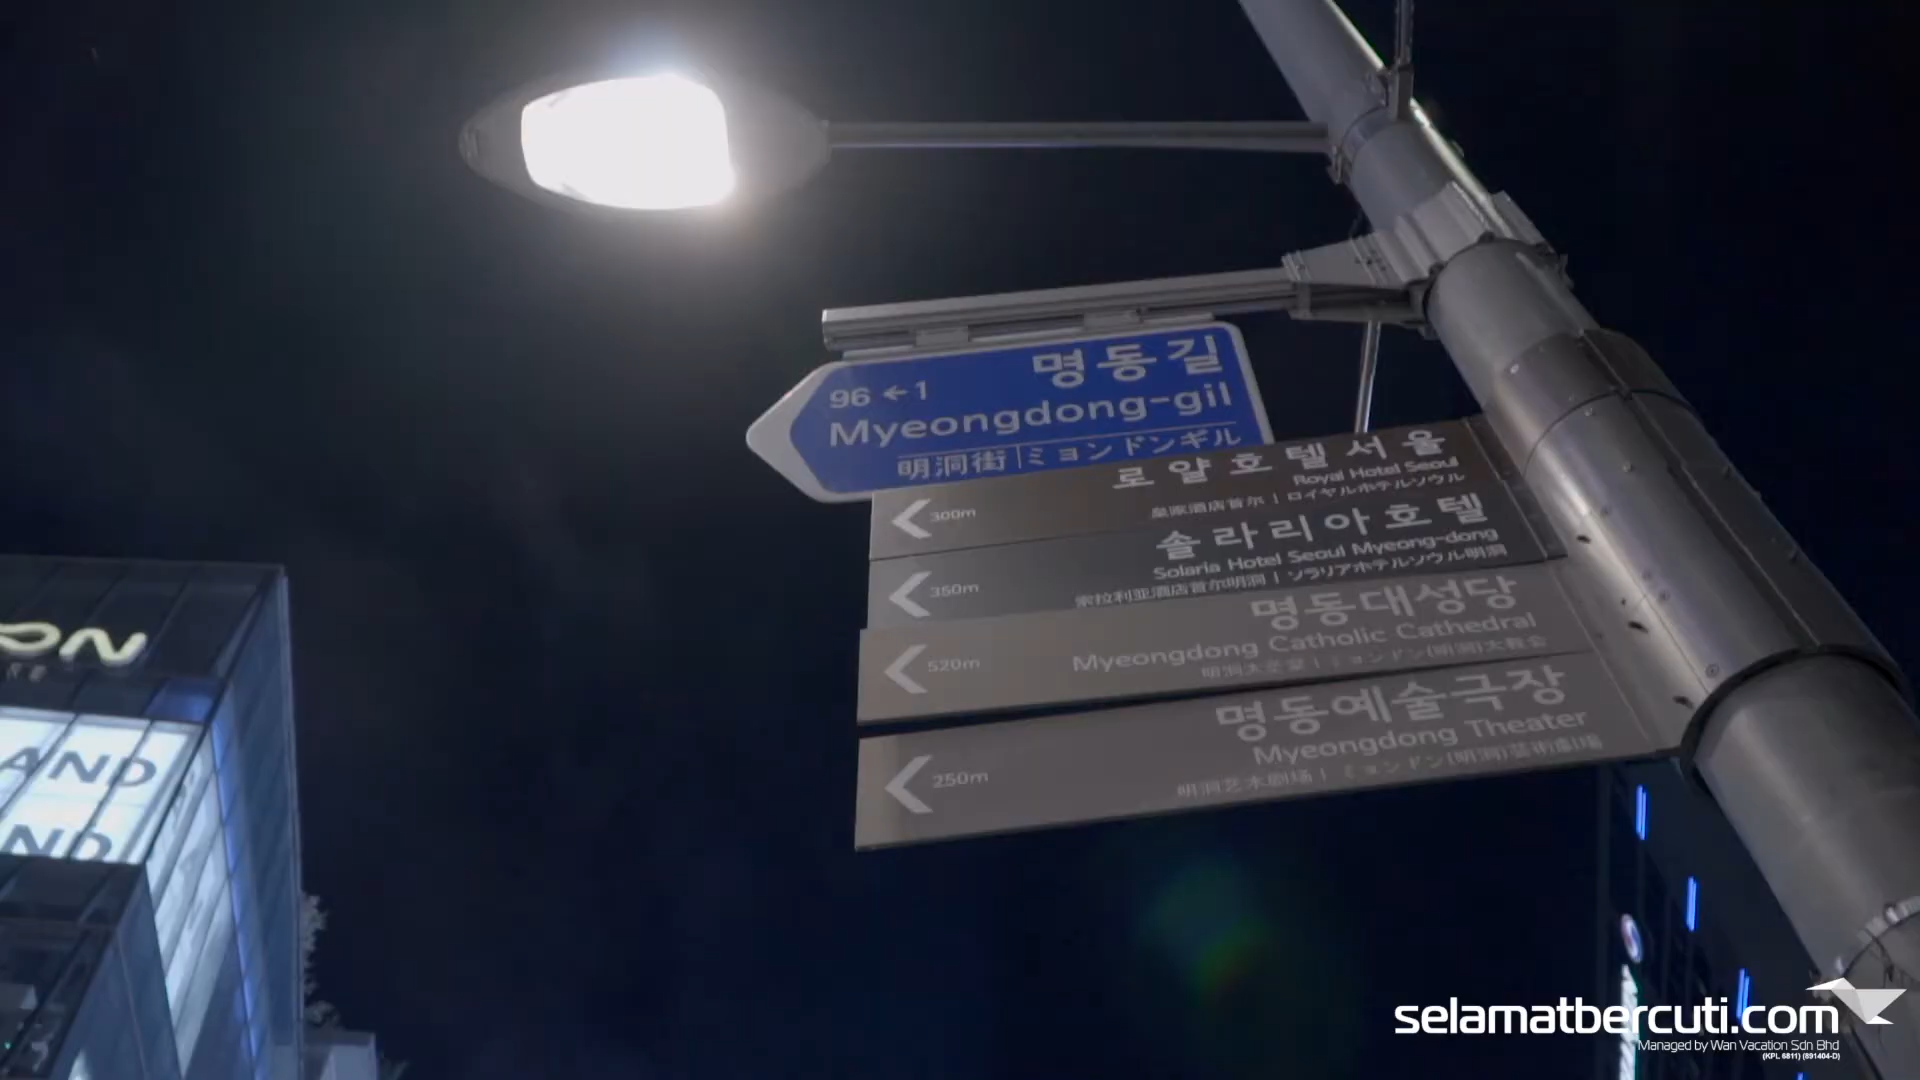 명동길
96 ← 1
Myeongdong-gil
明洞街 | ミョンドンギル
로얄호텔서울
Royal Hotel Seoul
300m
皇家酒店首尔 | ロイヤルホテルソウル
솔라리아호텔
Solaria Hotel Seoul Myeong-dong
350m
索拉利亚酒店首尔明洞 | ソラリアホテルソウル明洞
명동대성당
Myeongdong Catholic Cathedral
520m
명동예술극장
Myeongdong Theater
250m
明洞艺术剧场 | ミョンドン(明洞)芸術劇場
ON
AND
ND
selamatbercuti.com
Managed by Wan Vacation Sdn Bhd
(KPL 6811) (891404-D)